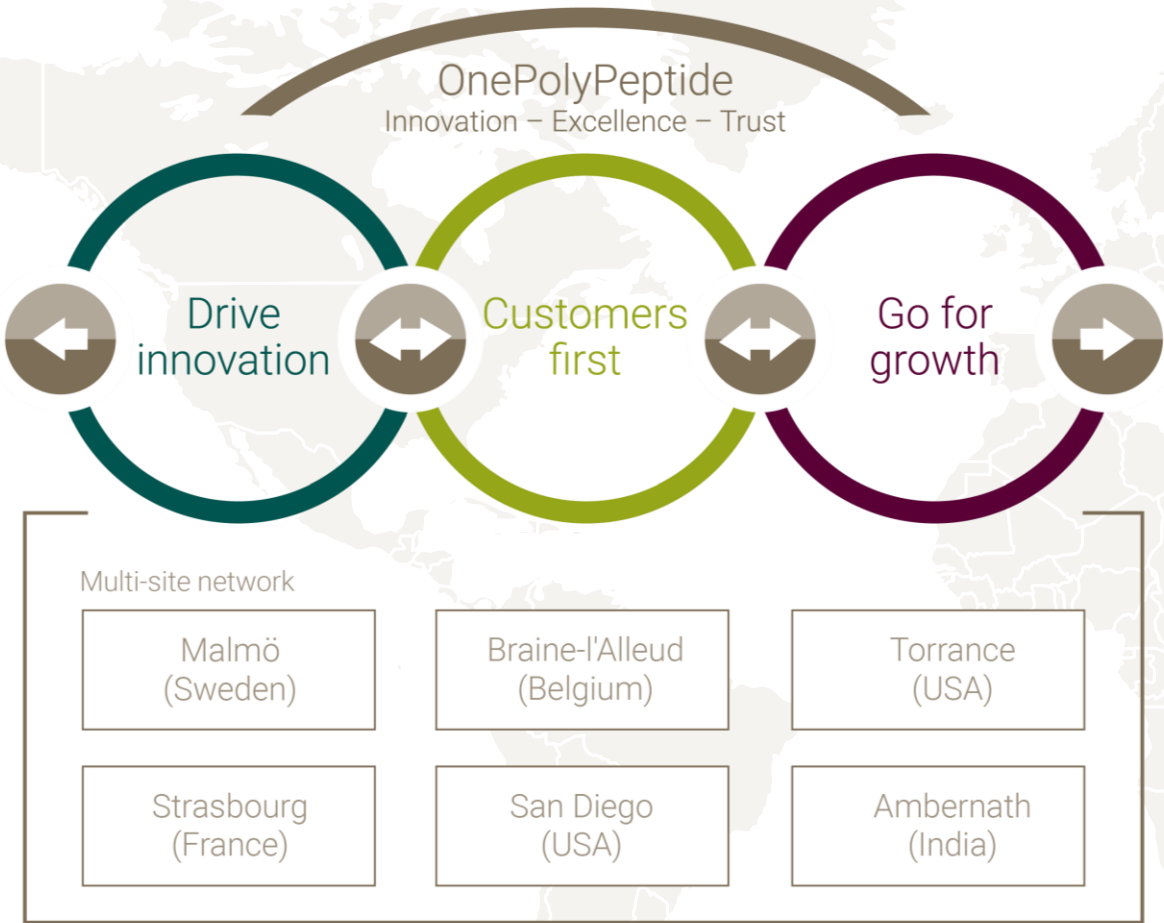 OnePolyPeptide
Innovation – Excellence – Trust
Drive
innovation
Customers
first
Go for
growth
Multi-site network
Malmö
(Sweden)
Braine-l'Alleud
(Belgium)
Torrance
(USA)
Strasbourg
(France)
San Diego
(USA)
Ambernath
(India)